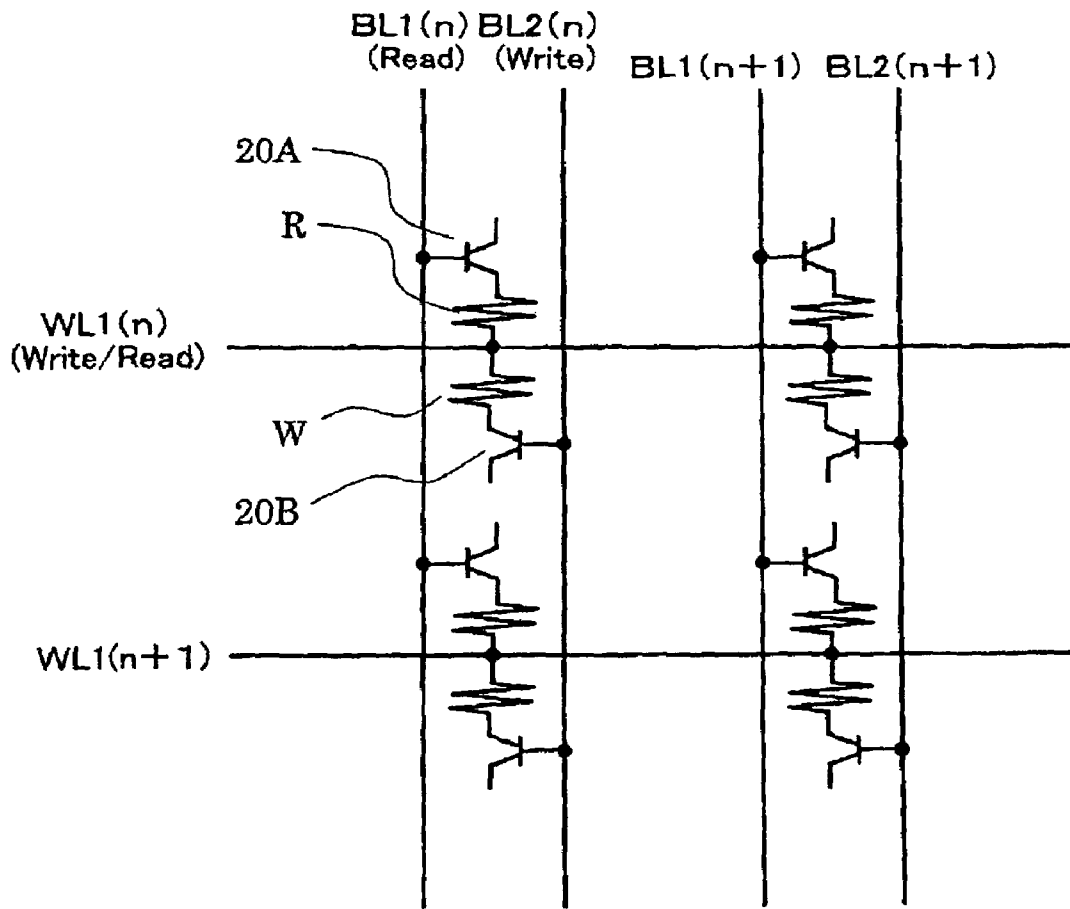 BL1(n) BL2(n)
(Read) (Write)
BL1(n+1) BL2(n+1)
20A
R
WL1(n)
(Write/Read)
W
20B
WL1(n+1)